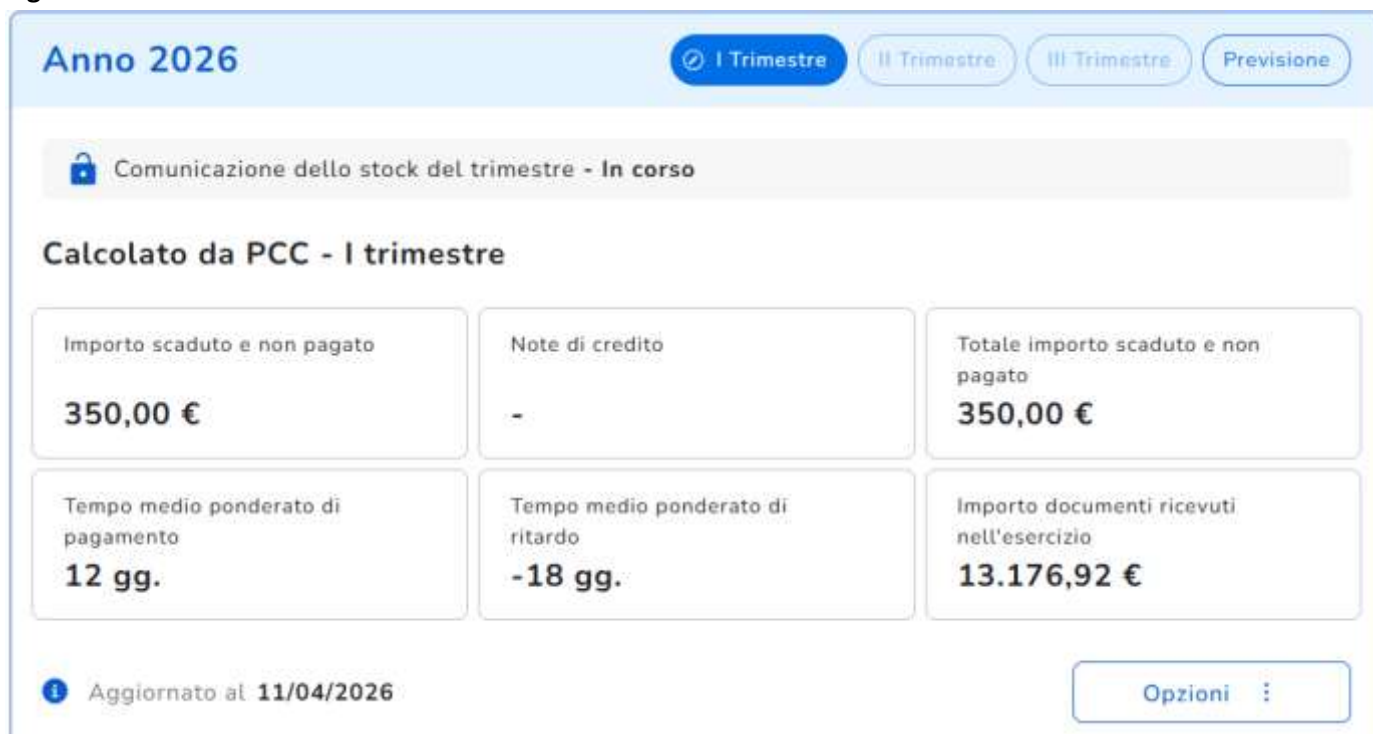 Anno 2026
I Trimestre
II Trimestre
III Trimestre
Previsione
Comunicazione dello stock del trimestre - In corso
Calcolato da PCC - I trimestre
Importo scaduto e non pagato
350,00 €
Note di credito
-
Totale importo scaduto e non
pagato
350,00 €
Tempo medio ponderato di
pagamento
12 gg.
Tempo medio ponderato di
ritardo
-18 gg.
Importo documenti ricevuti
nell'esercizio
13.176,92 €
Aggiornato al 11/04/2026
Opzioni